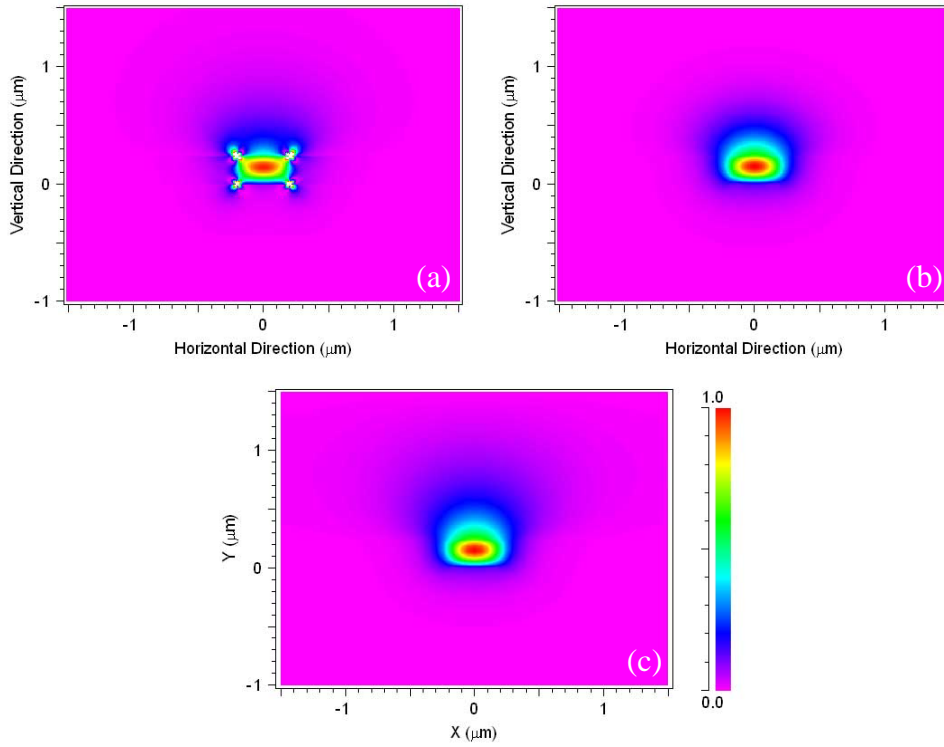 1
0
-1
Vertical Direction (μm)
-1
0
1
Horizontal Direction (μm)
(a)
1
0
-1
Vertical Direction (μm)
-1
0
1
Horizontal Direction (μm)
(b)
1
0
-1
Y (μm)
-1
0
1
X (μm)
(c)
1.0
0.0